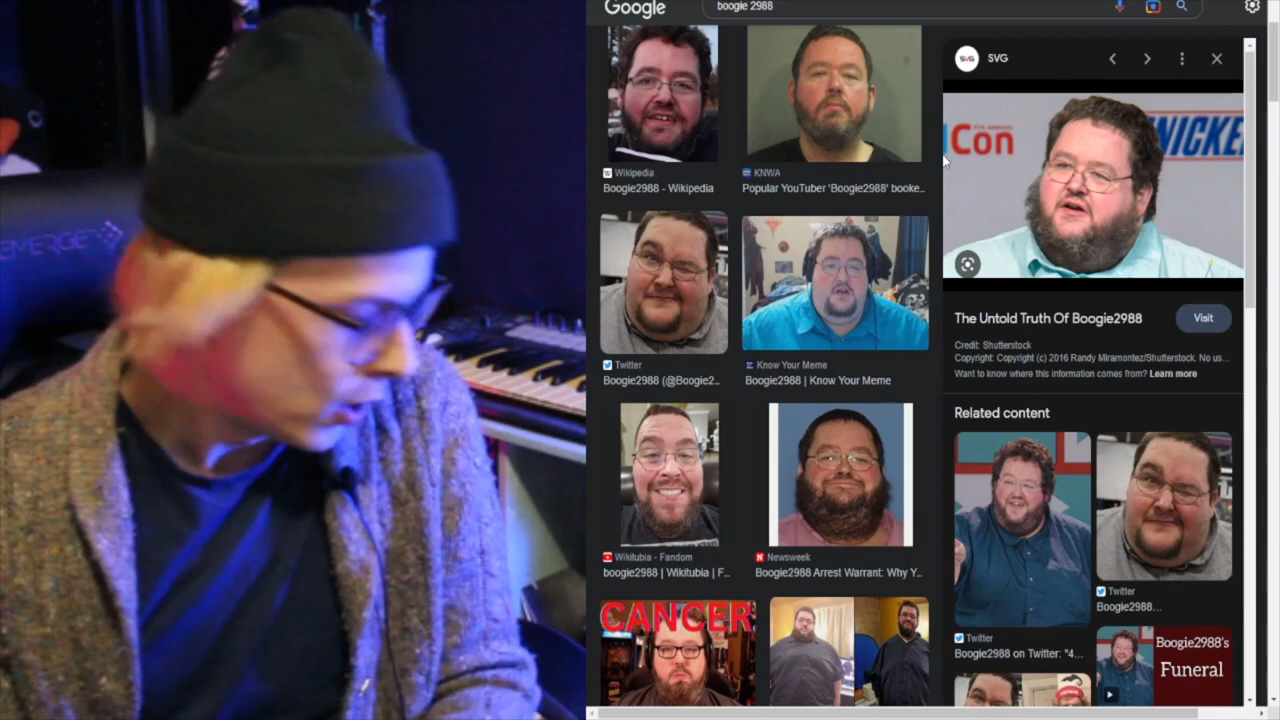 Google
boogie 2988
Wikipedia
Boogie2988 - Wikipedia
KNWA
Popular YouTuber 'Boogie2988' booke...
Twitter
Boogie2988 (@Boogie2...
Know Your Meme
Boogie2988 | Know Your Meme
Wikitubia - Fandom
boogie2988 | Wikitubia | F...
Newsweek
Boogie2988 Arrest Warrant: Why Y...
CANCER
SVG
SVG
Con
NICKE
The Untold Truth Of Boogie2988
Visit
Credit: Shutterstock
Copyright: Copyright (c) 2016 Randy Miramontez/Shutterstock. No us...
Want to know where this information comes from? Learn more
Related content
Twitter
Boogie2988 on Twitter: "4...
Twitter
Boogie2988...
Boogie2988's
Funeral